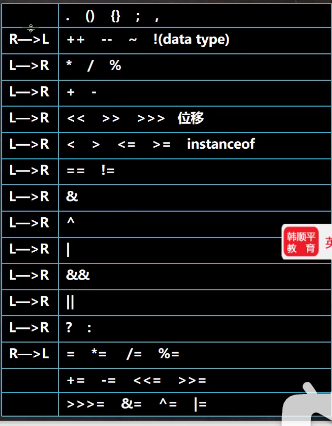 . () {} ; ,
R—>L ++ -- ~ !(data type)
L—>R * / %
L—>R + -
L—>R << >> >>> 位移
L—>R < > <= >= instanceof
L—>R == !=
L—>R &
L—>R ^
L—>R |
L—>R &&
L—>R ||
L—>R ? :
R—>L = *= /= %=
+= -= <<= >>=
>>>= &= ^= |=
韩顺平
教育